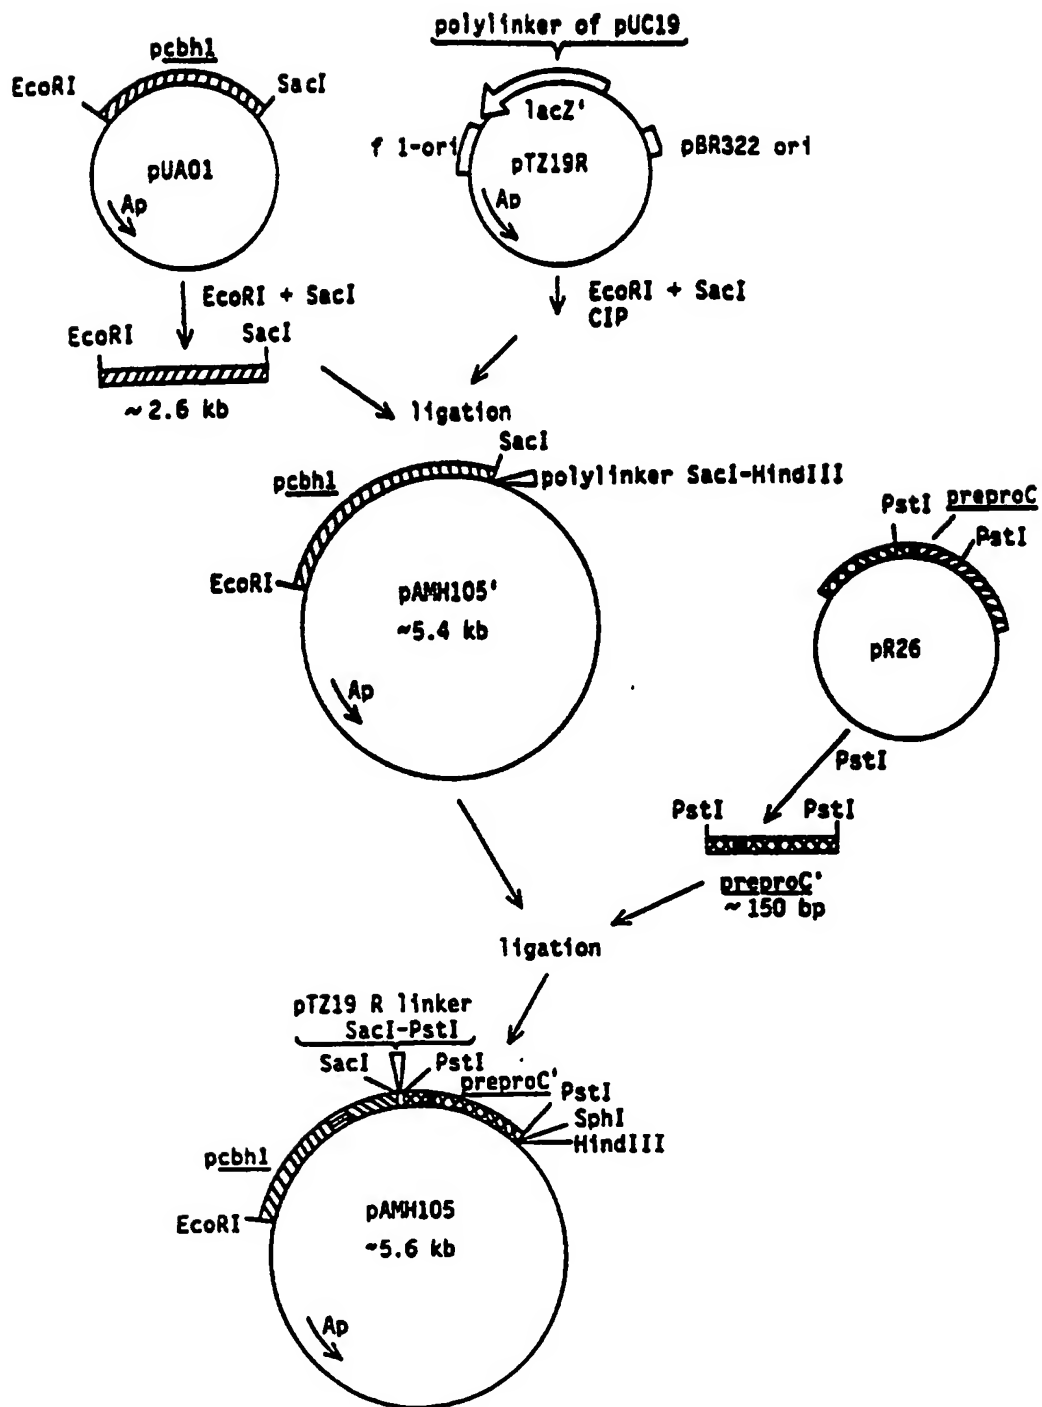 polylinker of pUC19
pcbh1
EcoRI
SacI
pUA01
Ap
lacZ'
f 1-ori
pTZ19R
pBR322 ori
Ap
EcoRI + SacI
EcoRI + SacI
CIP
EcoRI
SacI
~2.6 kb
ligation
SacI
pcbh1
polylinker SacI-HindIII
EcoRI
pAMH105'
~5.4 kb
Ap
PstI
preproC
PstI
pR26
PstI
PstI
PstI
preproC'
~150 bp
ligation
pTZ19 R linker
SacI-PstI
SacI
PstI
preproC'
PstI
SphI
HindIII
pcbh1
EcoRI
pAMH105
~5.6 kb
Ap